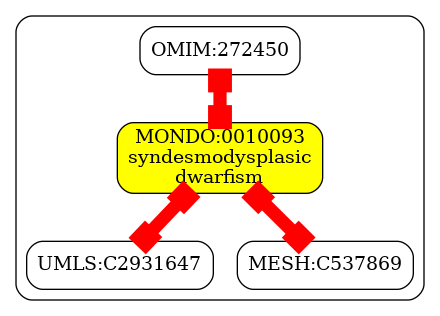 OMIM:272450
MONDO:0010093
syndesmodysplasic
dwarfism
UMLS:C2931647
MESH:C537869